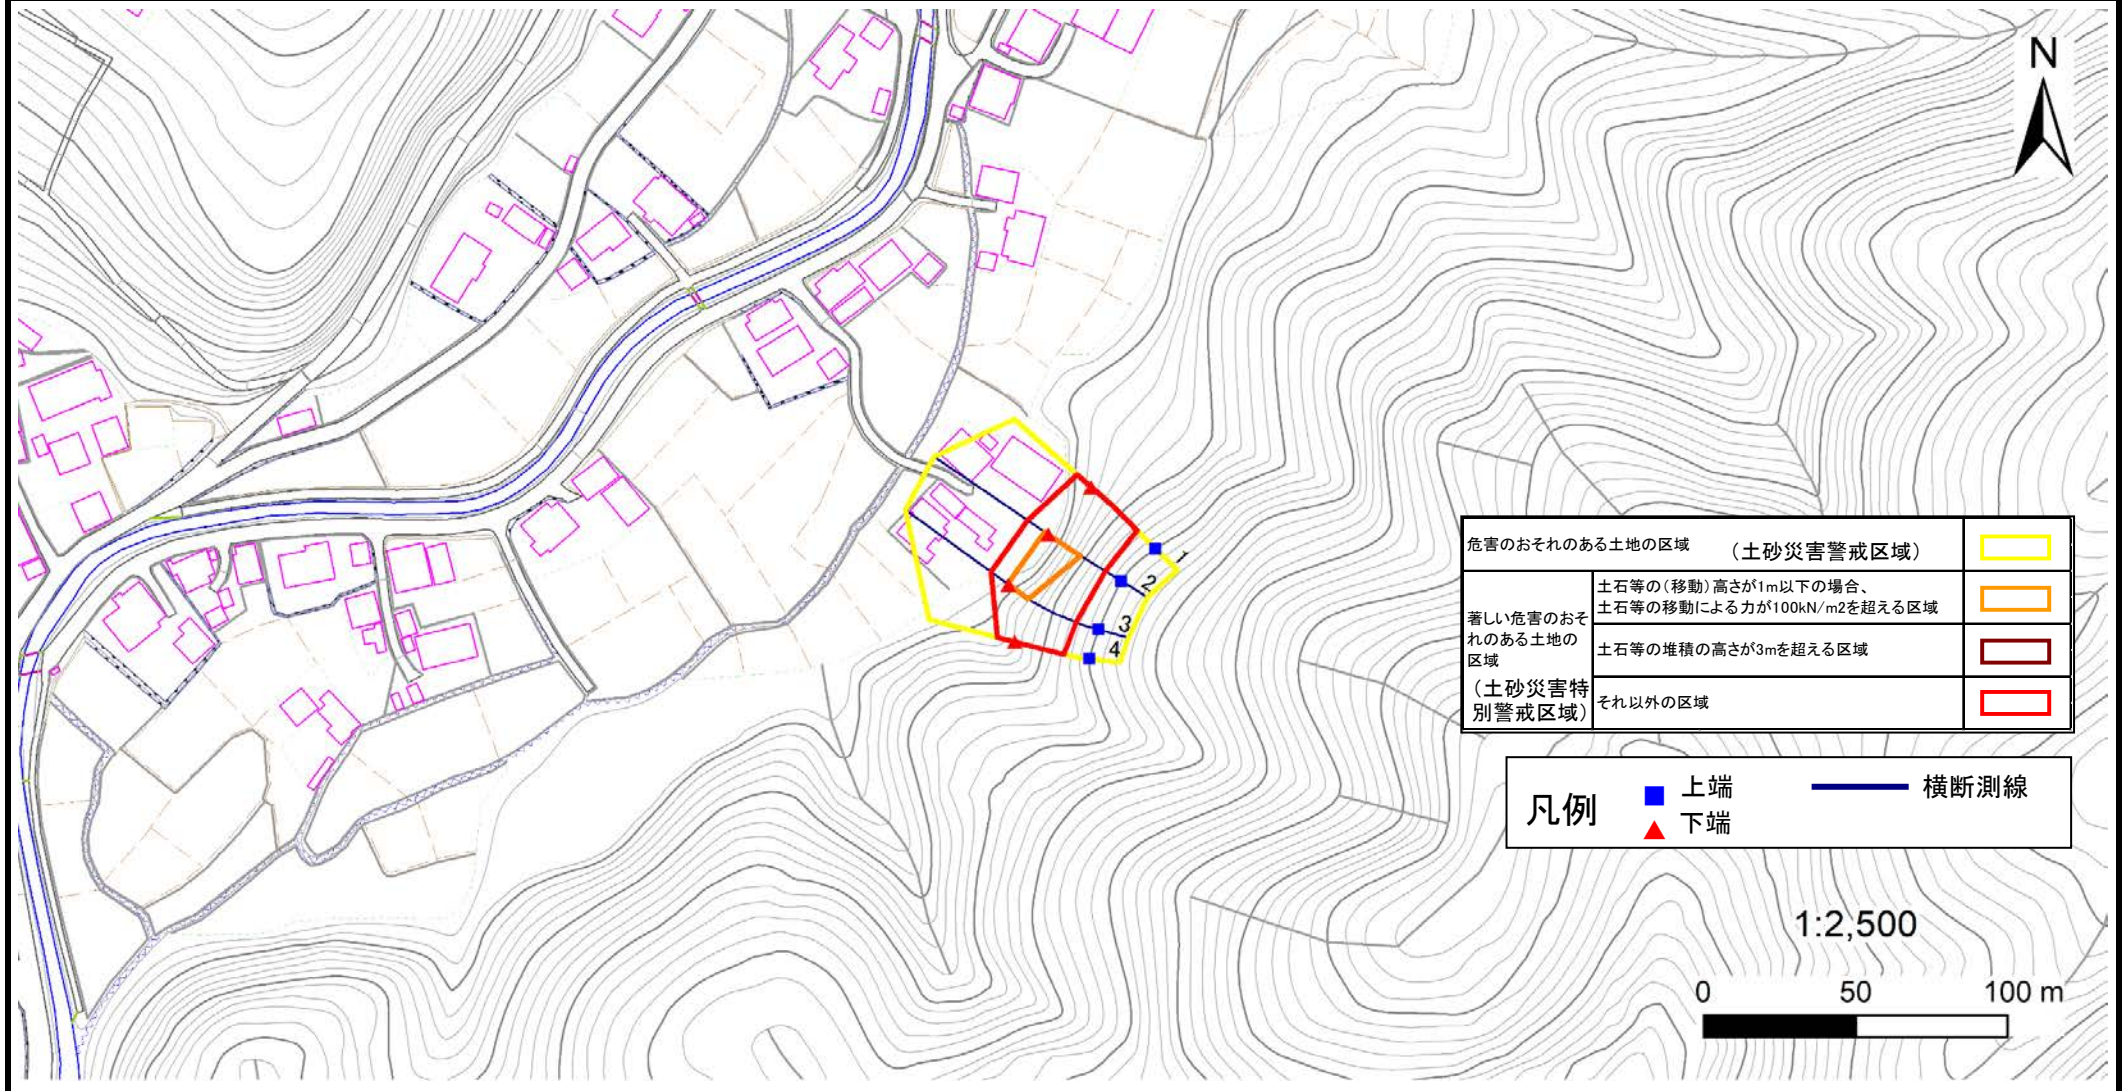 N
1
2
3
4
危害のおそれのある土地の区域 (土砂災害警戒区域)
著しい危害のおそ
れのある土地の
区域
(土砂災害特
別警戒区域)
土石等の(移動)高さが1m以下の場合、
土石等の移動による力が100kN/m2を超える区域
土石等の堆積の高さが3mを超える区域
それ以外の区域
凡例
上端
下端
横断測線
1:2,500
0 50 100 m